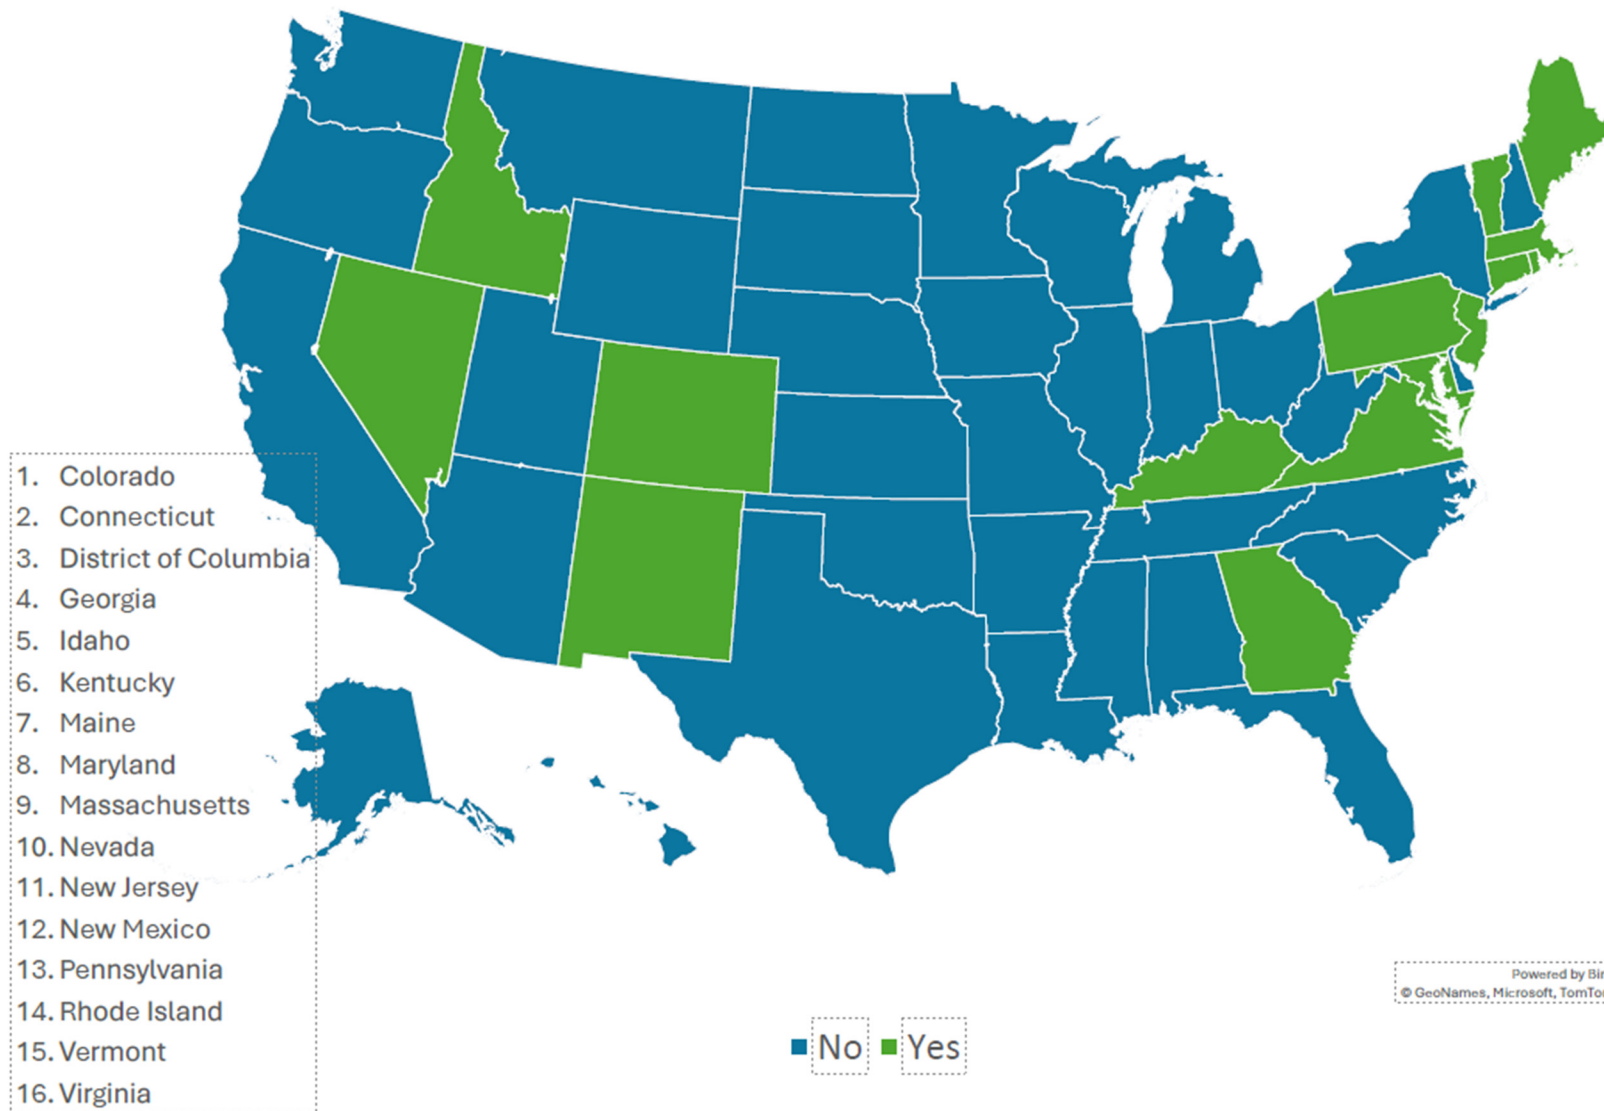 1. Colorado
2. Connecticut
3. District of Columbia
4. Georgia
5. Idaho
6. Kentucky
7. Maine
8. Maryland
9. Massachusetts
10. Nevada
11. New Jersey
12. New Mexico
13. Pennsylvania
14. Rhode Island
15. Vermont
16. Virginia
Powered by
© GeoNames, Microsoft,
No Yes